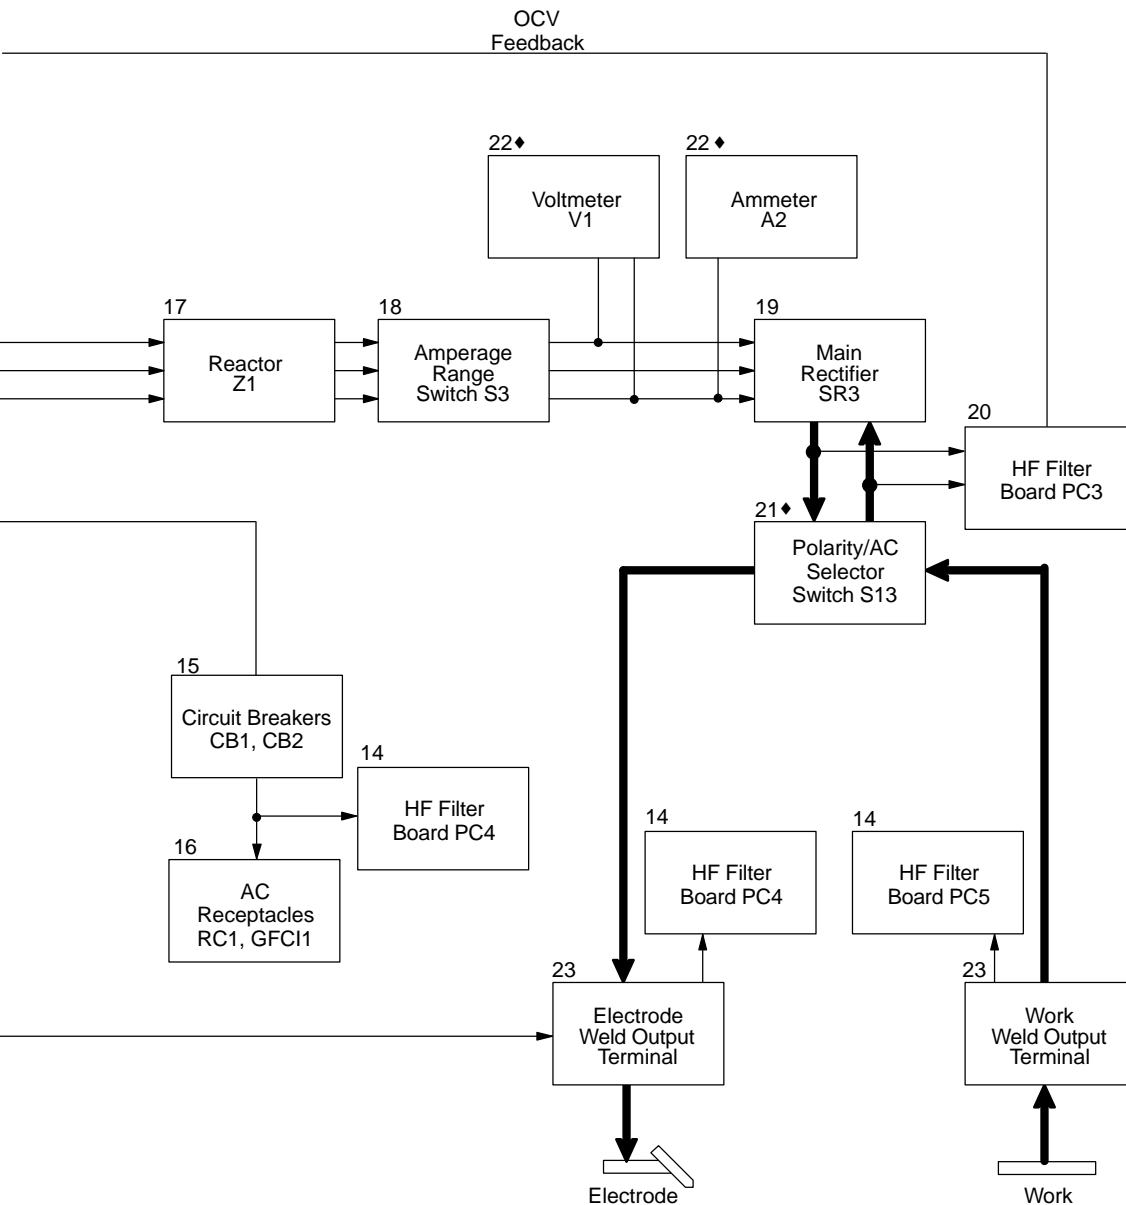 OCV
Feedback
22♦
Voltmeter
V1
22♦
Ammeter
A2
17
Reactor
Z1
18
Amperage
Range
Switch S3
19
Main
Rectifier
SR3
20
HF Filter
Board PC3
21♦
Polarity/AC
Selector
Switch S13
15
Circuit Breakers
CB1, CB2
14
HF Filter
Board PC4
16
AC
Receptacles
RC1, GFCI1
14
HF Filter
Board PC4
14
HF Filter
Board PC5
23
Electrode
Weld Output
Terminal
23
Work
Weld Output
Terminal
Electrode
Work